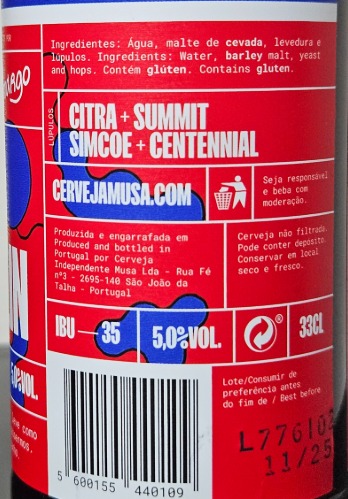 Ingredientes: Água, malte de cevada, levedura e
lúpulos. Ingredients: Water, barley malt, yeast
and hops. Contém glúten. Contains gluten.
LÚPULOS
CITRA + SUMMIT
SIMCOE + CENTENNIAL
CERVEJAMUSA.COM
Seja responsável
e beba com
moderação.
Produzida e engarrafada em
Produced and bottled in
Portugal por Cerveja
Independente Musa Lda - Rua Fé
nº3 - 2695-140 São João da
Talha - Portugal
Cerveja não filtrada.
Pode conter depósito.
Conservar em local
seco e fresco.
IBU 35
5,0%VOL.
®
33CL
5,0%VOL.
Lote/Consumir de
preferência antes
do fim de / Best before
L776102
11/25
5 600155 440109